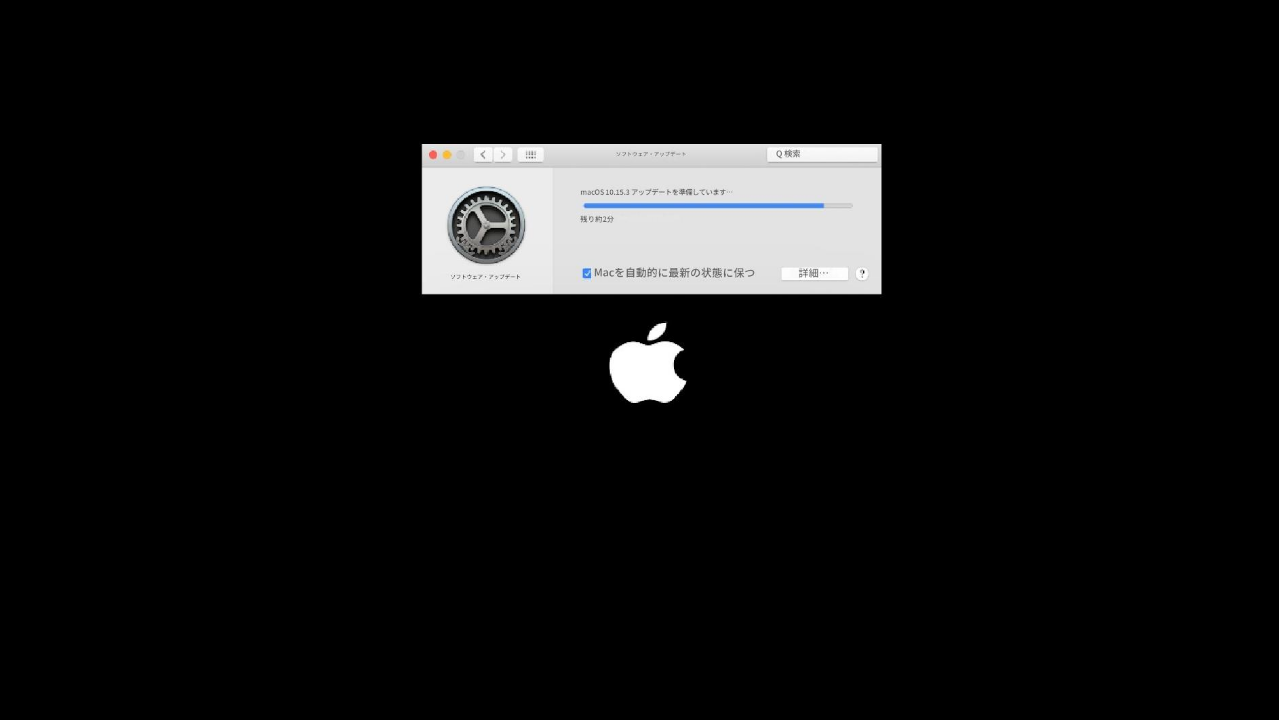 ソフトウェア・アップデート
Q 検索
macOS 10.15.3 アップデートを準備しています…
残り約2分
ソフトウェア・アップデート
Macを自動的に最新の状態に保つ
詳細…
?